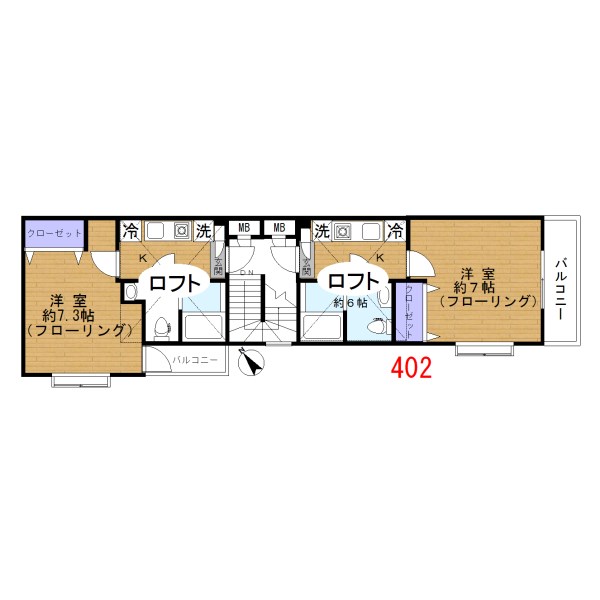 クローゼット
冷
洗
K
玄関
ロフト
洋室
約7.3帖
(フローリング)
バルコニー
MB
MB
DN
洗
冷
K
玄関
ロフト
約6帖
クローゼット
洋室
約7帖
(フローリング)
バルコニー
402